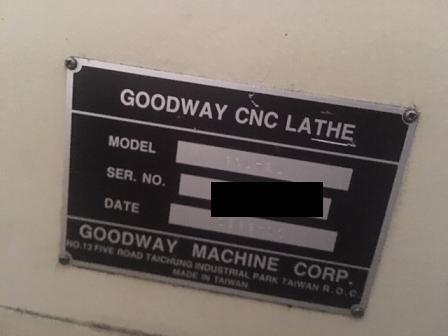 GOODWAY CNC LATHE
MODEL
SER. NO.
DATE
GOODWAY MACHINE CORP.
NO.13 FIVE ROAD TAICHUNG INDUSTRIAL PARK TAIWAN R.O.C.
MADE IN TAIWAN